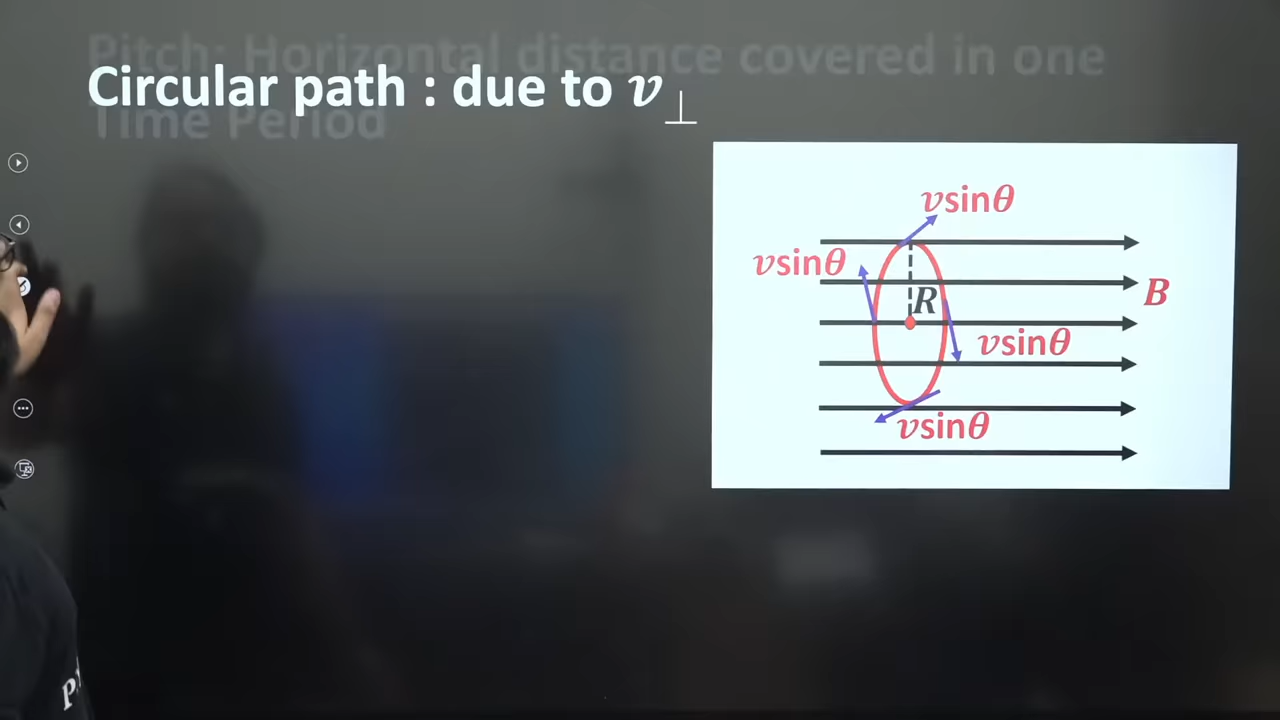 Pitch: Horizontal distance covered in one
Time Period
Circular path : due to 𝑣⊥
𝑣sin𝜃
𝑣sin𝜃
R
B
𝑣sin𝜃
𝑣sin𝜃
P